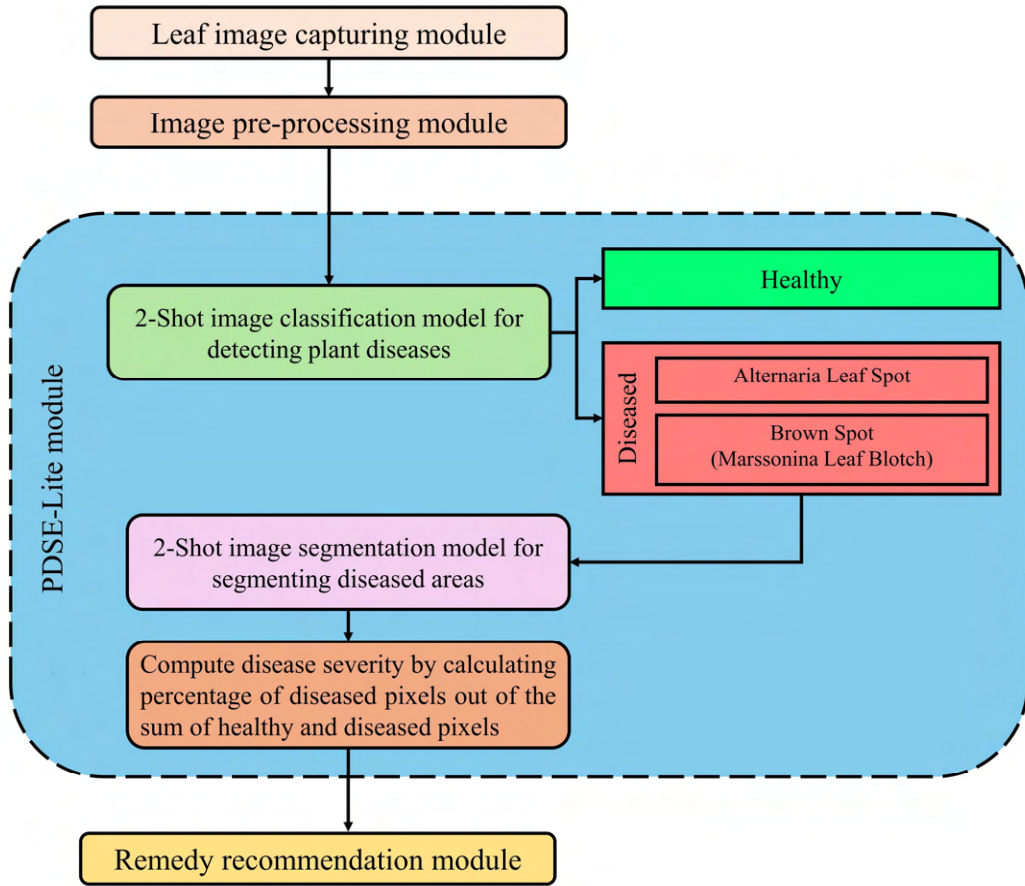 Leaf image capturing module
Image pre-processing module
PDSE-Lite module
2-Shot image classification model for
detecting plant diseases
Healthy
Diseased
Alternaria Leaf Spot
Brown Spot
(Marssonina Leaf Blotch)
2-Shot image segmentation model for
segmenting diseased areas
Compute disease severity by calculating
percentage of diseased pixels out of the
sum of healthy and diseased pixels
Remedy recommendation module